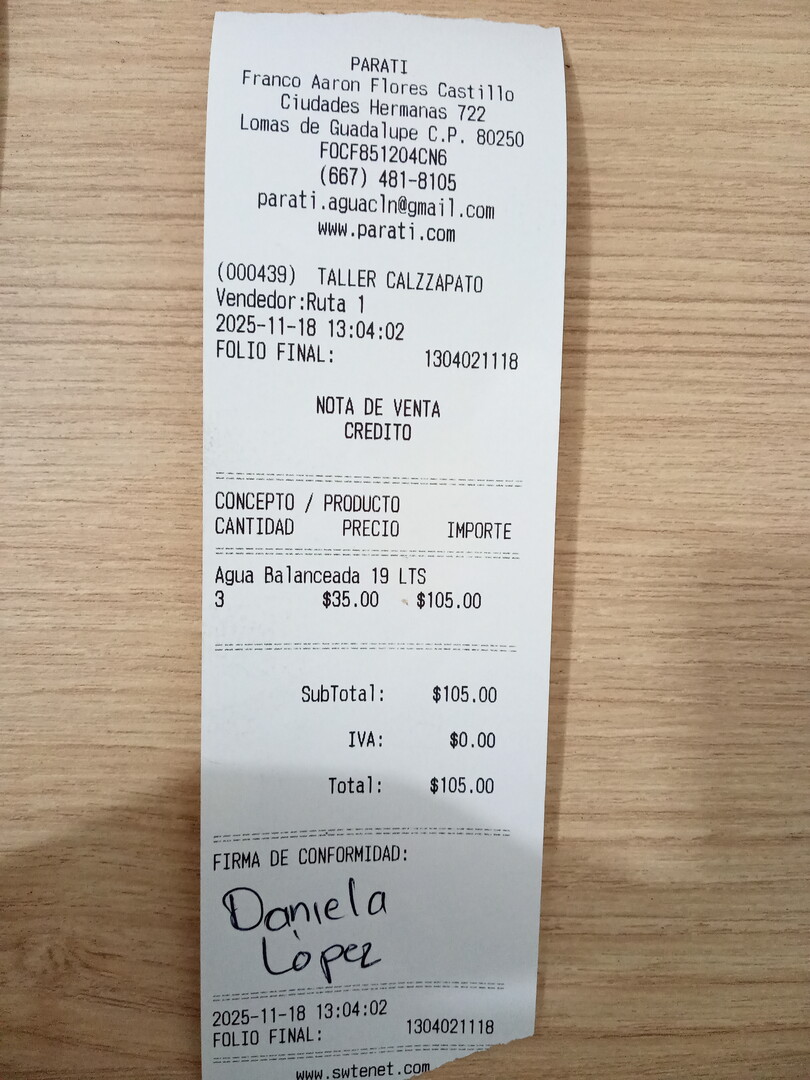 PARATI
Franco Aaron Flores Castillo
Ciudades Hermanas 722
Lomas de Guadalupe C.P. 80250
FOCF851204CN6
(667) 481-8105
parati.aguacln@gmail.com
www.parati.com
(000439) TALLER CALZZAPATO
Vendedor:Ruta 1
2025-11-18 13:04:02
FOLIO FINAL: 1304021118
NOTA DE VENTA
CREDITO
CONCEPTO / PRODUCTO
CANTIDAD PRECIO IMPORTE
Agua Balanceada 19 LTS
3 $35.00 $105.00
SubTotal: $105.00
IVA: $0.00
Total: $105.00
FIRMA DE CONFORMIDAD:
Daniela
López
2025-11-18 13:04:02
FOLIO FINAL: 1304021118
www.swtenet.com